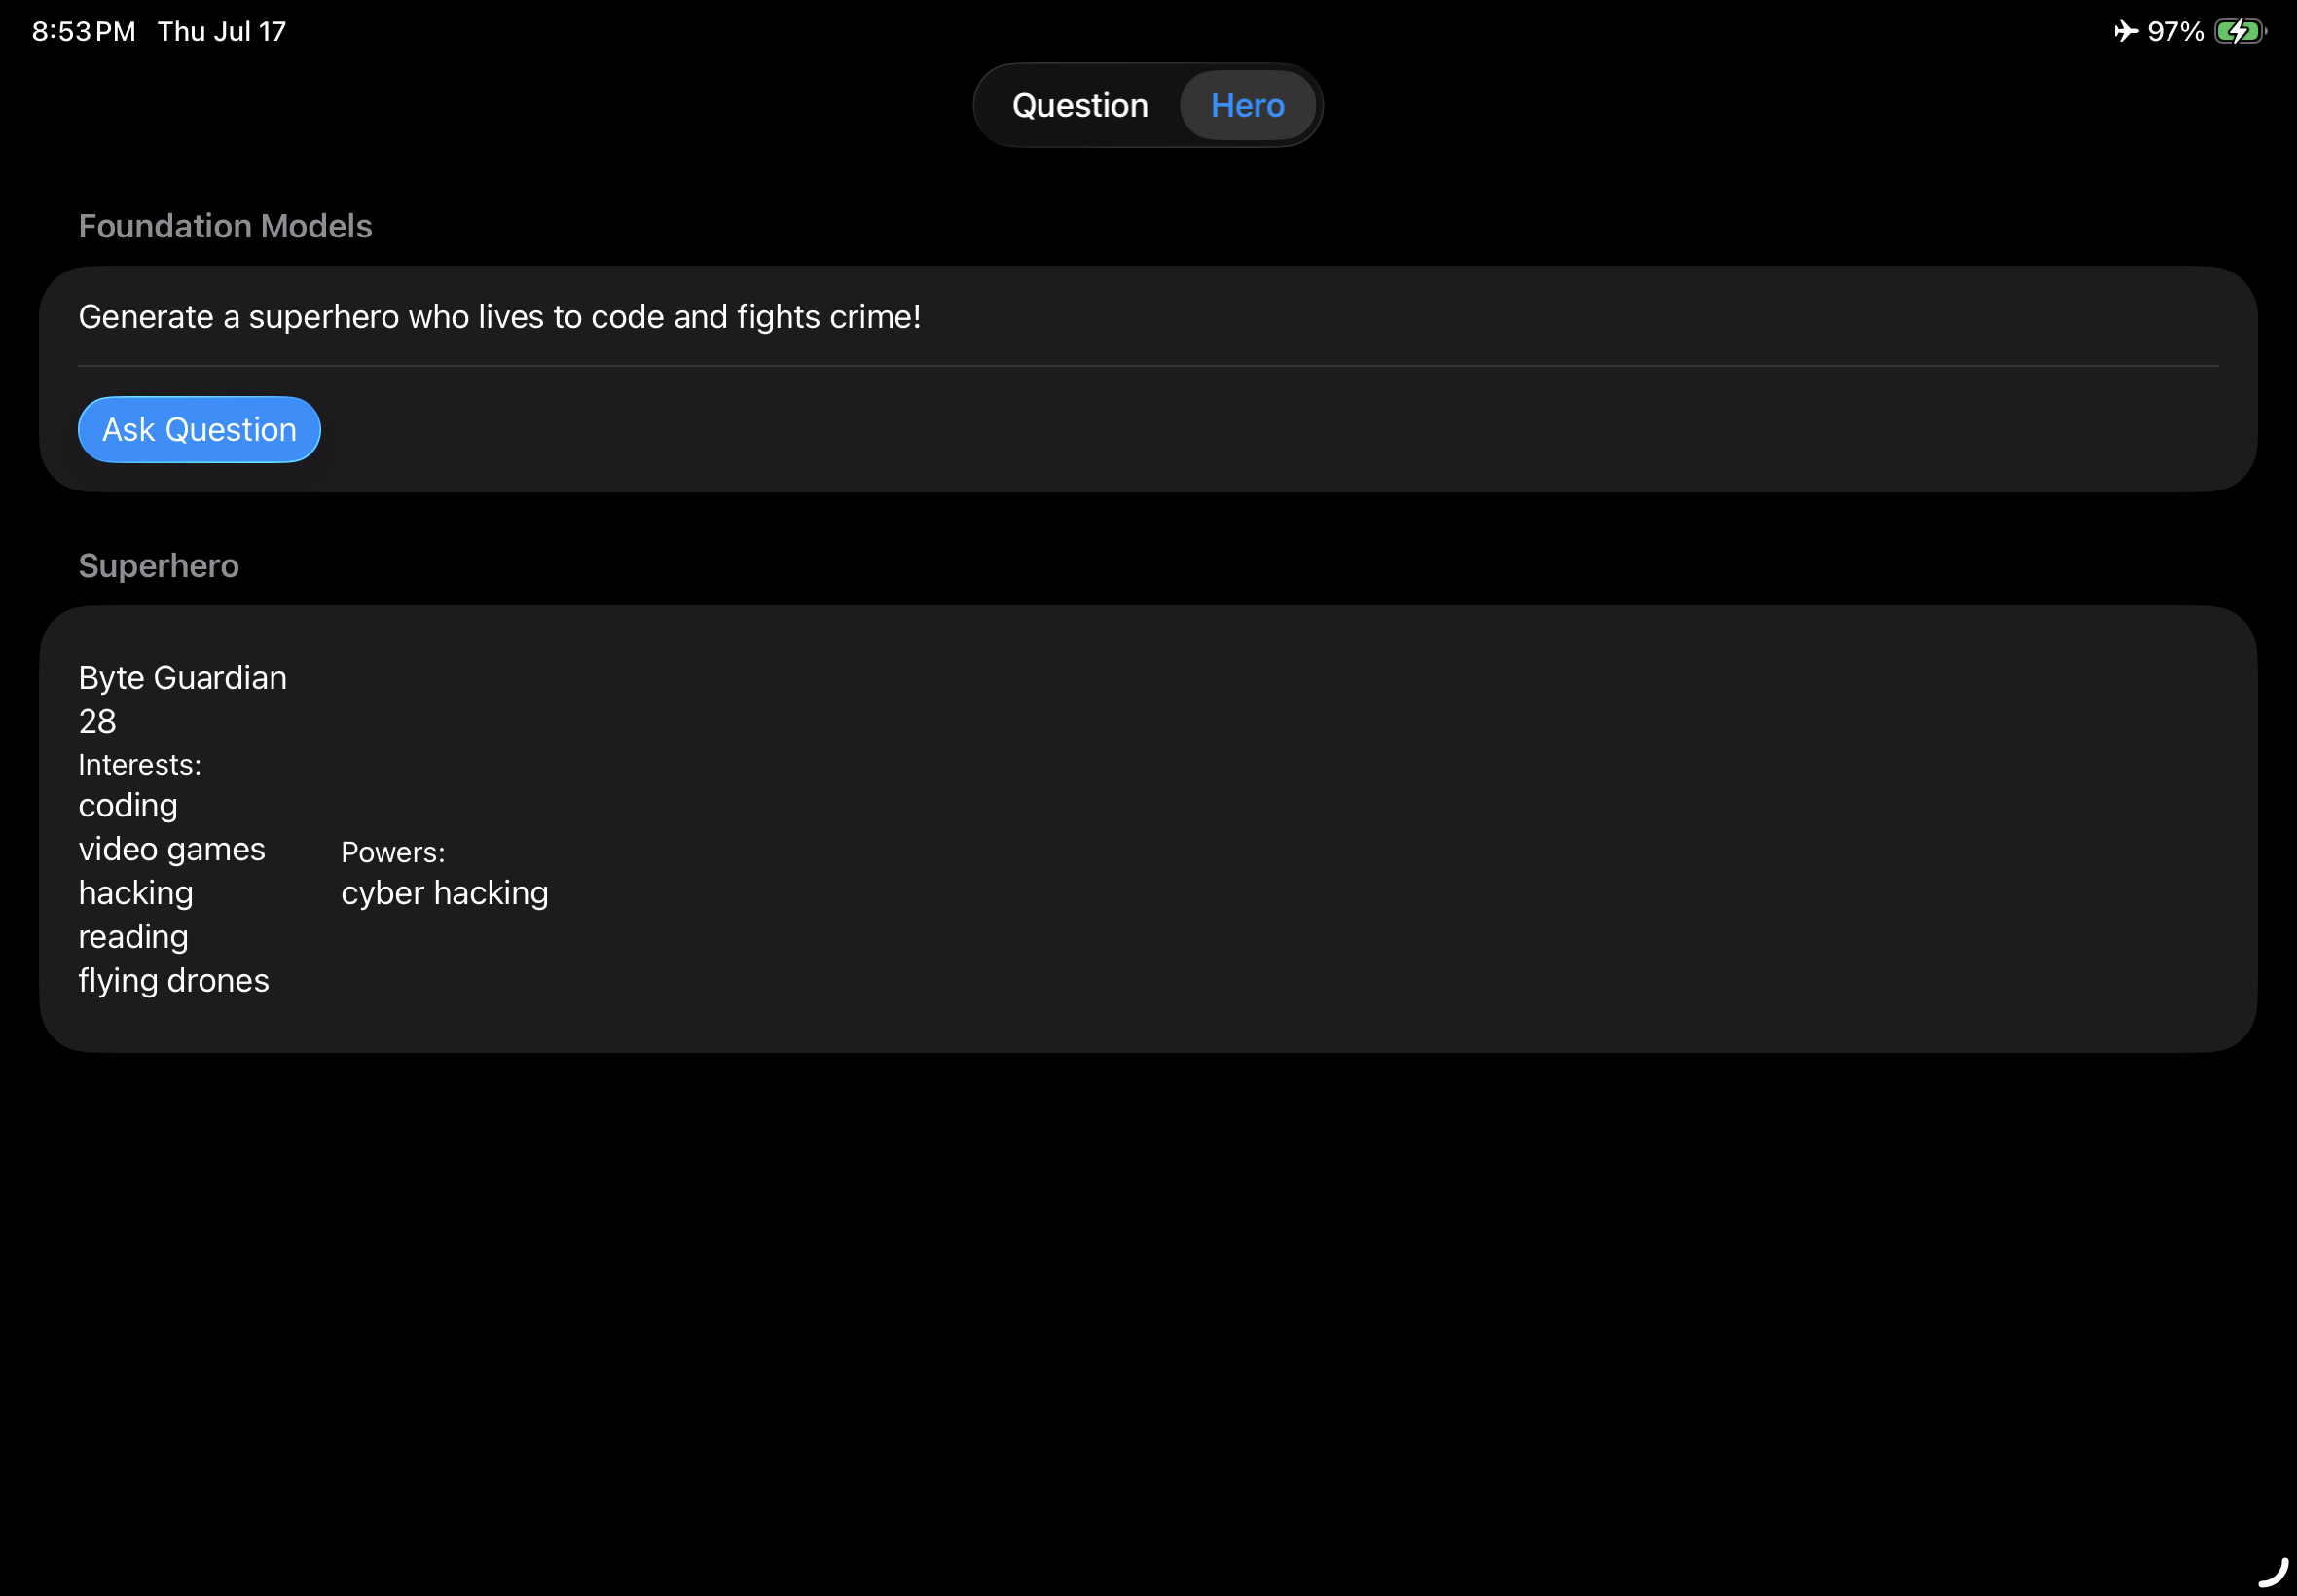 8:53 PM Thu Jul 17
97%
Question Hero
Foundation Models
Generate a superhero who lives to code and fights crime!
Ask Question
Superhero
Byte Guardian
28
Interests:
coding
video games
hacking
reading
flying drones
Powers:
cyber hacking